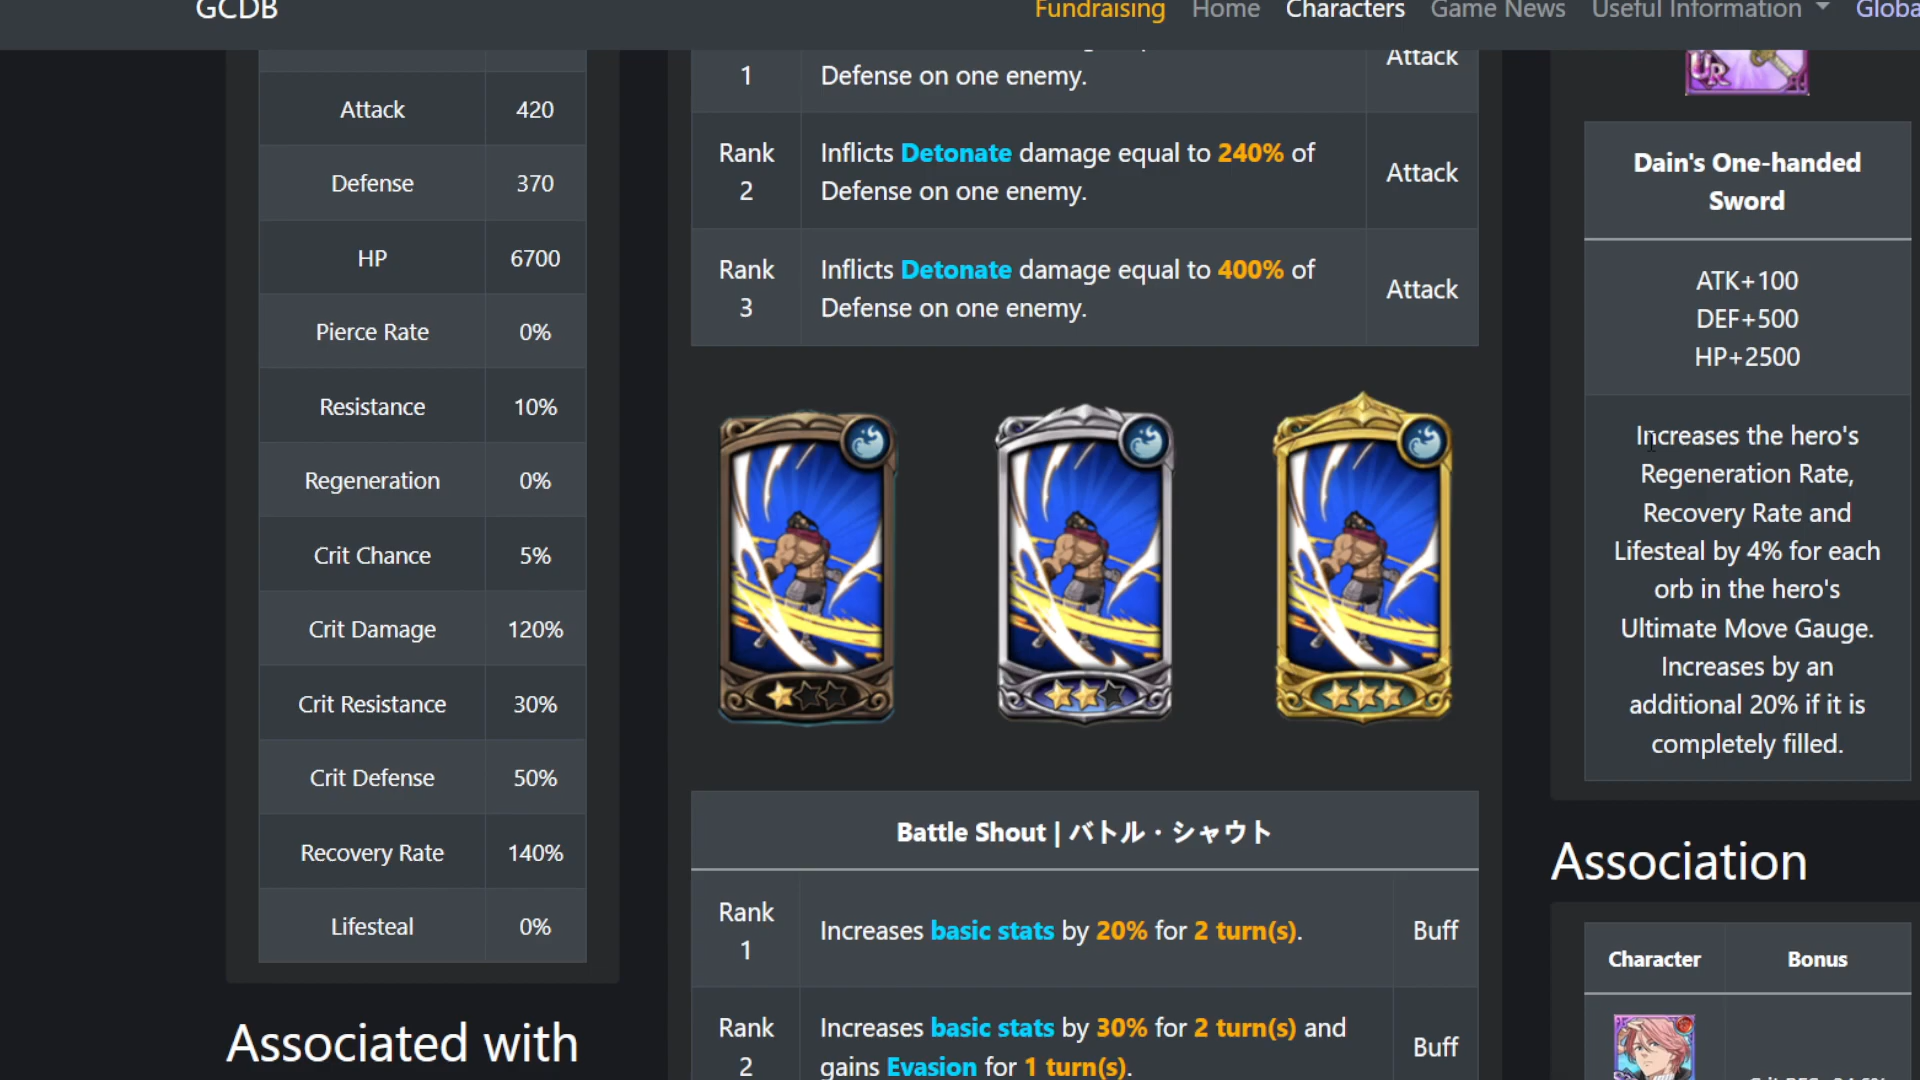 GCDB
Fundraising Home Characters Game News Useful Information
Attack 420
Defense 370
HP 6700
Pierce Rate 0%
Resistance 10%
Regeneration 0%
Crit Chance 5%
Crit Damage 120%
Crit Resistance 30%
Crit Defense 50%
Recovery Rate 140%
Lifesteal 0%
Associated with
1 Defense on one enemy. Attack
Rank 2
Inflicts Detonate damage equal to 240% of
Defense on one enemy.
Attack
Rank 3
Inflicts Detonate damage equal to 400% of
Defense on one enemy.
Attack
Battle Shout | バトル・シャウト
Rank 1
Increases basic stats by 20% for 2 turn(s).
Buff
Rank 2
Increases basic stats by 30% for 2 turn(s) and
gains Evasion for 1 turn(s).
Buff
UR
Dain's One-handed
Sword
ATK+100
DEF+500
HP+2500
Increases the hero's
Regeneration Rate,
Recovery Rate and
Lifesteal by 4% for each
orb in the hero's
Ultimate Move Gauge.
Increases by an
additional 20% if it is
completely filled.
Association
Character Bonus